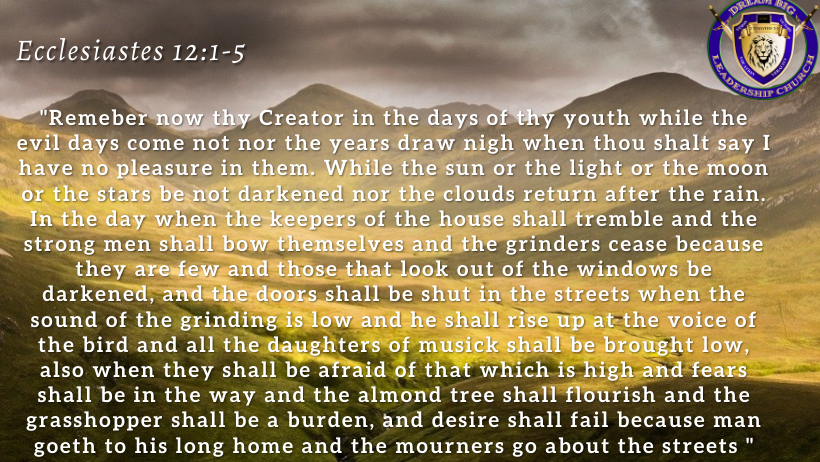 DREAM BIG
LEADERSHIP CHURCH
Ecclesiastes 12:1-5
"Remeber now thy Creator in the days of thy youth while the
evil days come not nor the years draw nigh when thou shalt say I
have no pleasure in them. While the sun or the light or the moon
or the stars be not darkened nor the clouds return after the rain.
In the day when the keepers of the house shall tremble and the
strong men shall bow themselves and the grinders cease because
they are few and those that look out of the windows be
darkened, and the doors shall be shut in the streets when the
sound of the grinding is low and he shall rise up at the voice of
the bird and all the daughters of musick shall be brought low,
also when they shall be afraid of that which is high and fears
shall be in the way and the almond tree shall flourish and the
grasshopper shall be a burden, and desire shall fail because man
goeth to his long home and the mourners go about the streets "